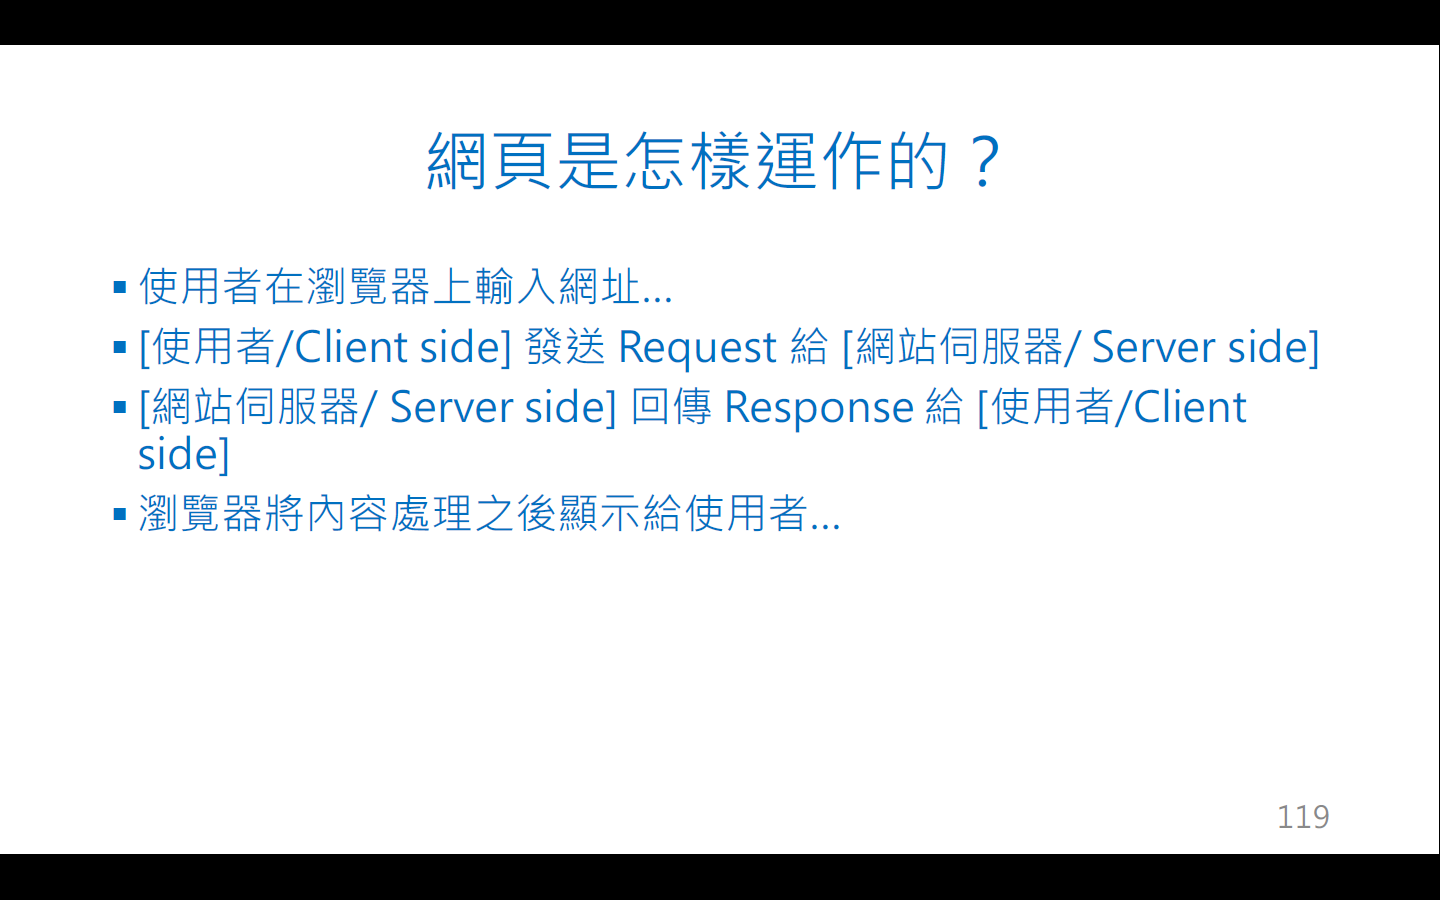 網頁是怎樣運作的？
▪ 使用者在瀏覽器上輸入網址...
▪ [使用者/Client side] 發送 Request 給 [網站伺服器/ Server side]
▪ [網站伺服器/ Server side] 回傳 Response 給 [使用者/Client
side]
▪ 瀏覽器將內容處理之後顯示給使用者...
119